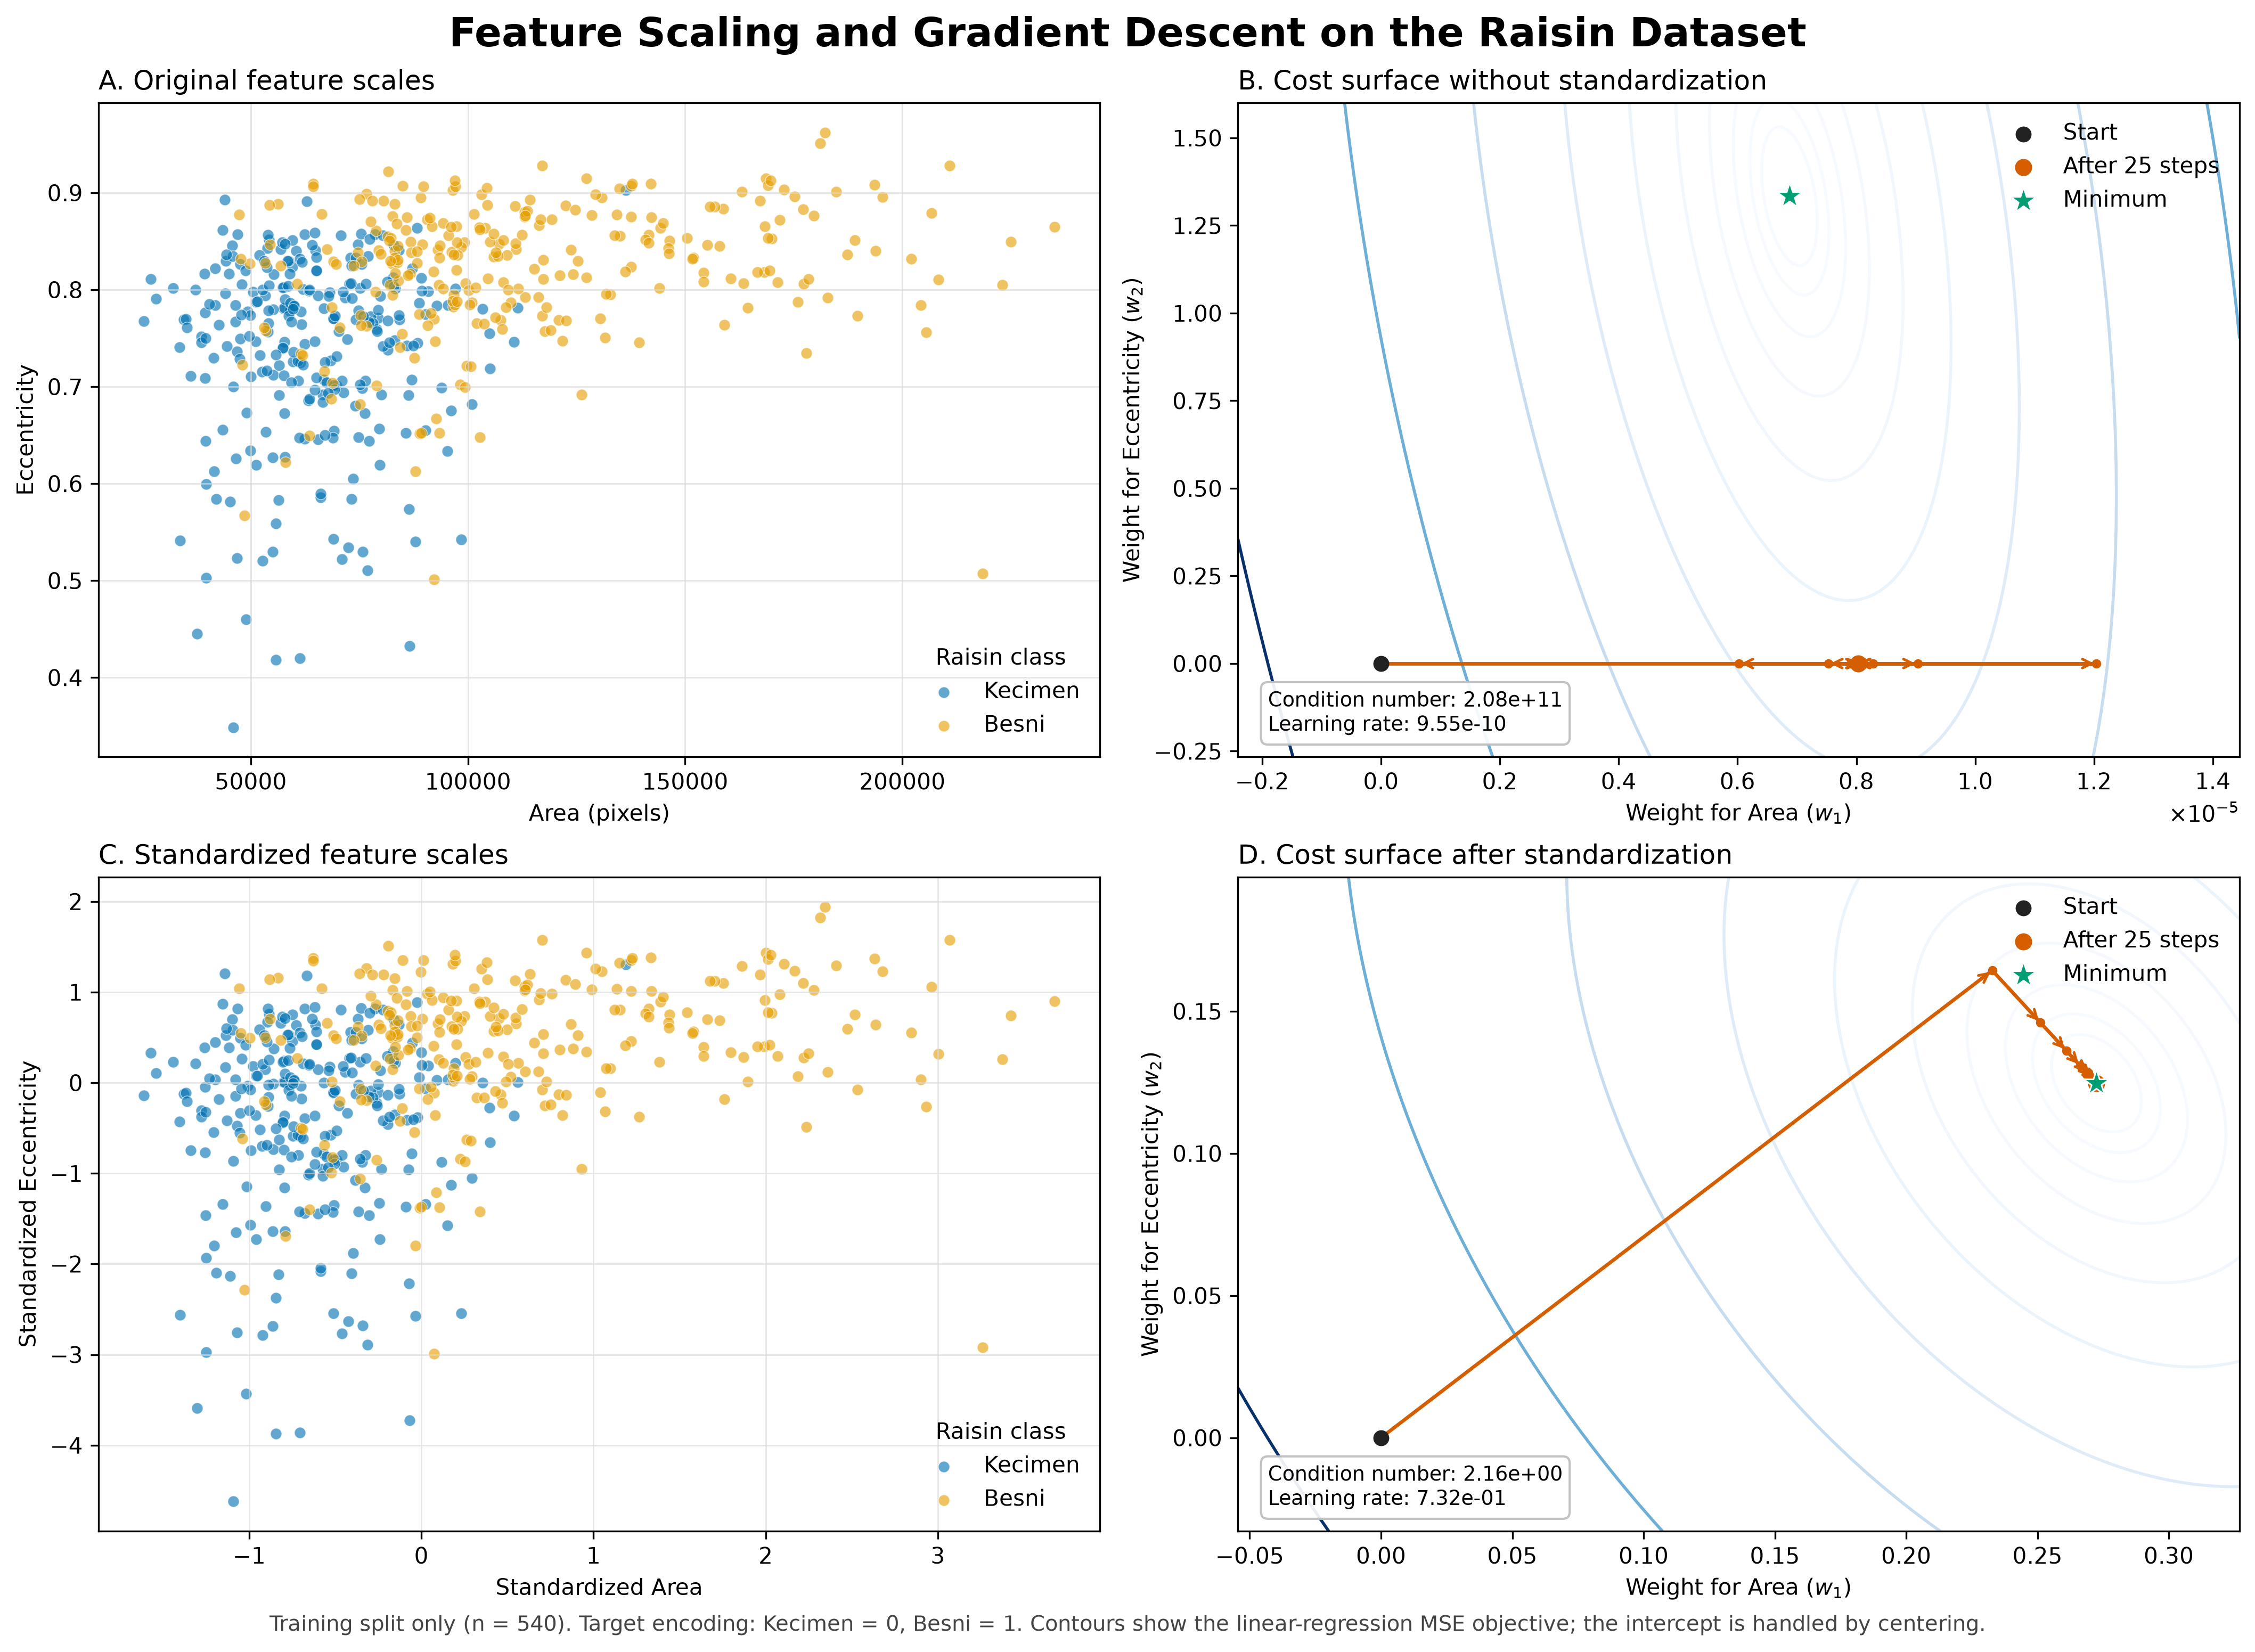 Feature Scaling and Gradient Descent on the Raisin Dataset
A. Original feature scales
Eccentricity
0.9
0.8
0.7
0.6
0.5
0.4
Raisin class
Kecimen
Besni
50000 100000 150000 200000
Area (pixels)
B. Cost surface without standardization
Weight for Eccentricity (w₂)
1.50
1.25
1.00
0.75
0.50
0.25
0.00
−0.25
Start
After 25 steps
Minimum
Condition number: 2.08e+11
Learning rate: 9.55e-10
−0.2 0.0 0.2 0.4 0.6 0.8 1.0 1.2 1.4
×10⁻⁵
Weight for Area (w₁)
C. Standardized feature scales
Standardized Eccentricity
2
1
0
−1
−2
−3
−4
Raisin class
Kecimen
Besni
−1 0 1 2 3
Standardized Area
D. Cost surface after standardization
Weight for Eccentricity (w₂)
0.15
0.10
0.05
0.00
Start
After 25 steps
Minimum
Condition number: 2.16e+00
Learning rate: 7.32e-01
−0.05 0.00 0.05 0.10 0.15 0.20 0.25 0.30
Weight for Area (w₁)
Training split only (n = 540). Target encoding: Kecimen = 0, Besni = 1. Contours show the linear-regression MSE objective; the intercept is handled by centering.